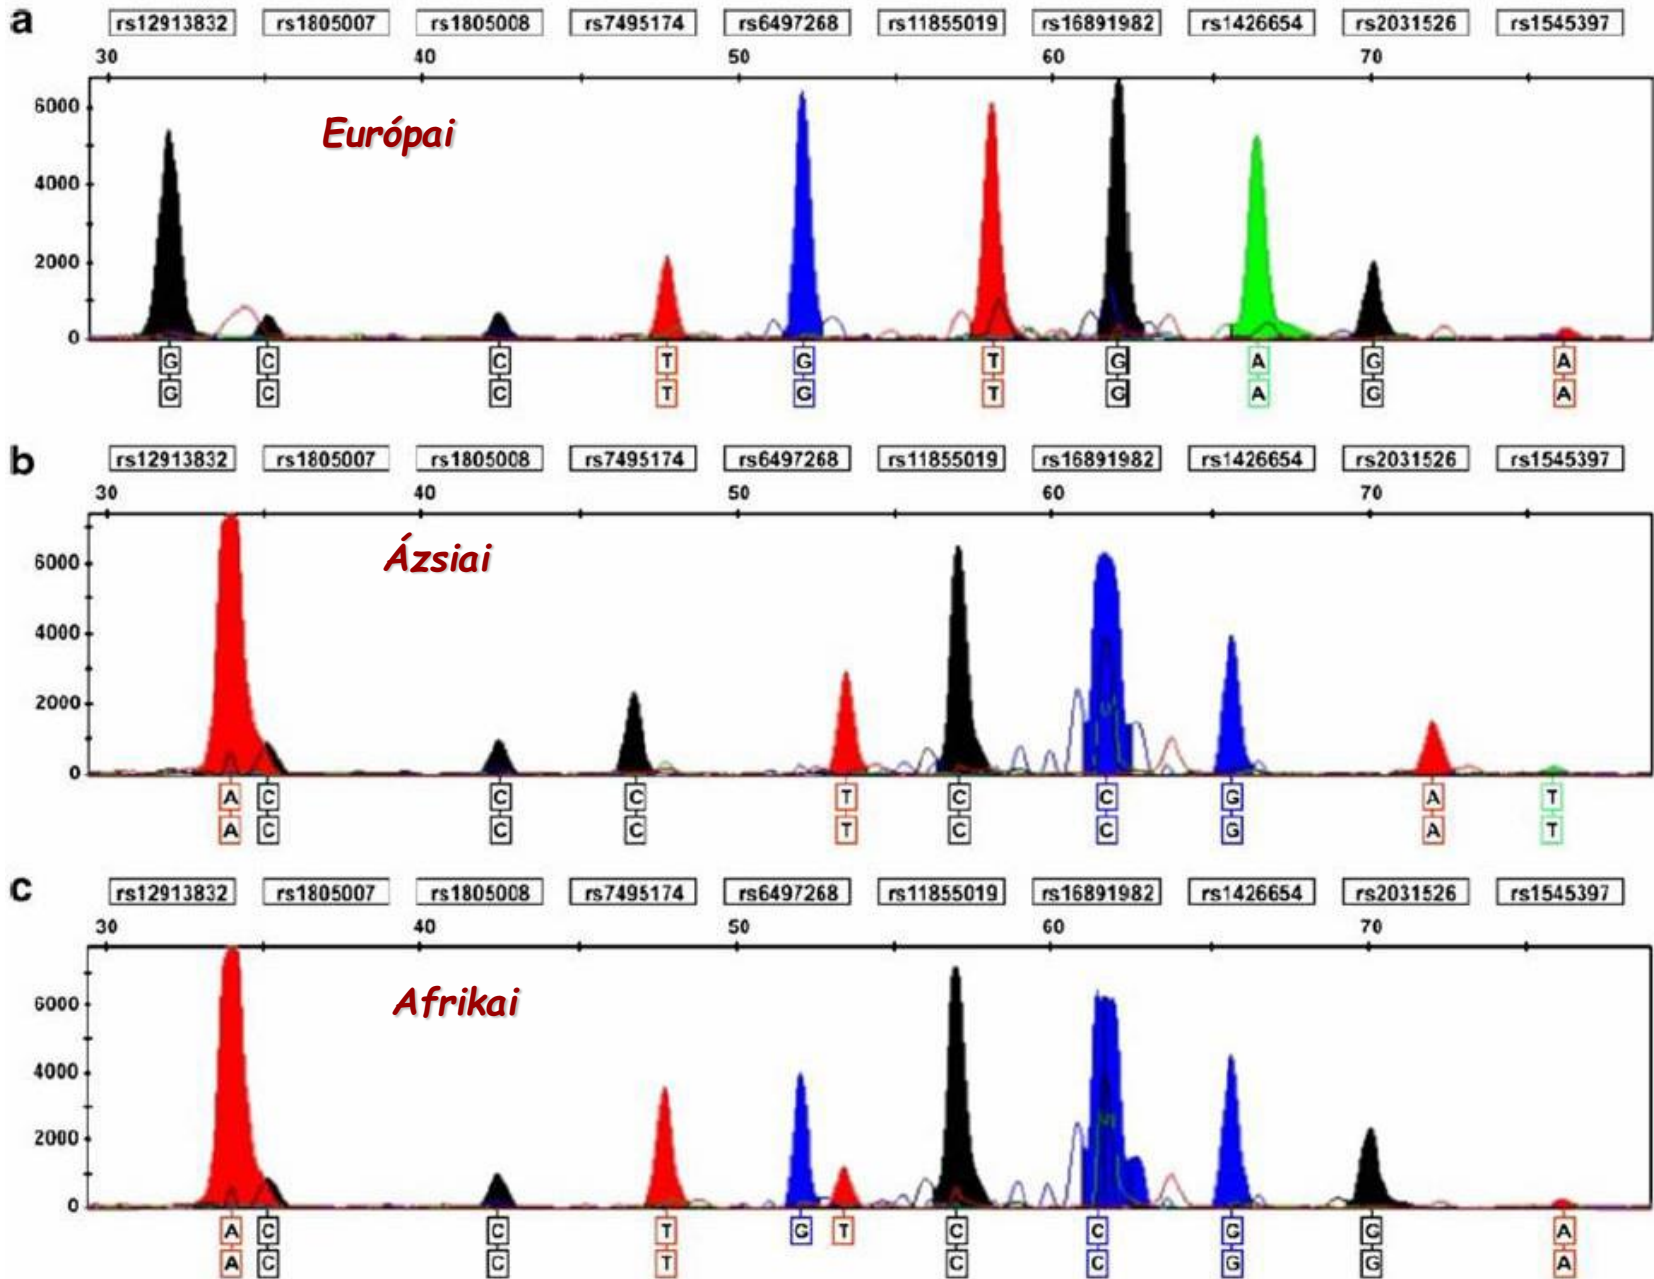 a rs12913832 rs1805007 rs1805008 rs7495174 rs6497268 rs11855019 rs16891982 rs1426654 rs2031526 rs1545397
30 40 50 60 70
6000
Európai
4000
2000
0
G C C T G T G A G A
G C C T G T G A G A
b rs12913832 rs1805007 rs1805008 rs7495174 rs6497268 rs11855019 rs16891982 rs1426654 rs2031526 rs1545397
30 40 50 60 70
6000
Ázsiai
4000
2000
0
A C C C T C C G A T
A C C C T C C G A T
c rs12913832 rs1805007 rs1805008 rs7495174 rs6497268 rs11855019 rs16891982 rs1426654 rs2031526 rs1545397
30 40 50 60 70
6000
Afrikai
4000
2000
0
A C C T G T C C G G A
A C C T C C G G A